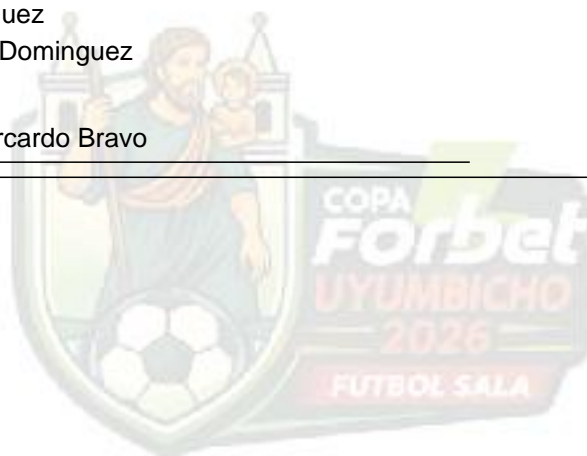 uez
Dominguez
rcardo Bravo
COPA
Forbet
UYUMBICHO
2026
FUTBOL SALA